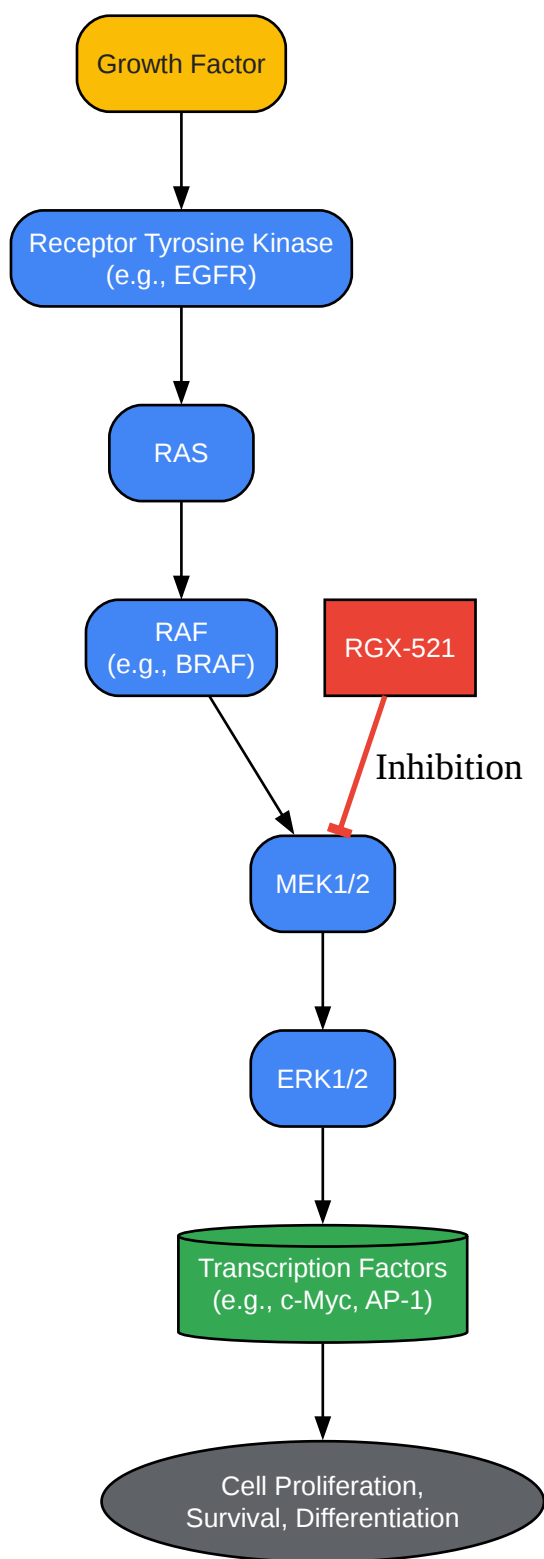 Growth Factor
Receptor Tyrosine Kinase
(e.g., EGFR)
RAS
RAF
(e.g., BRAF)
RGX-521
Inhibition
MEK1/2
ERK1/2
Transcription Factors
(e.g., c-Myc, AP-1)
Cell Proliferation,
Survival, Differentiation